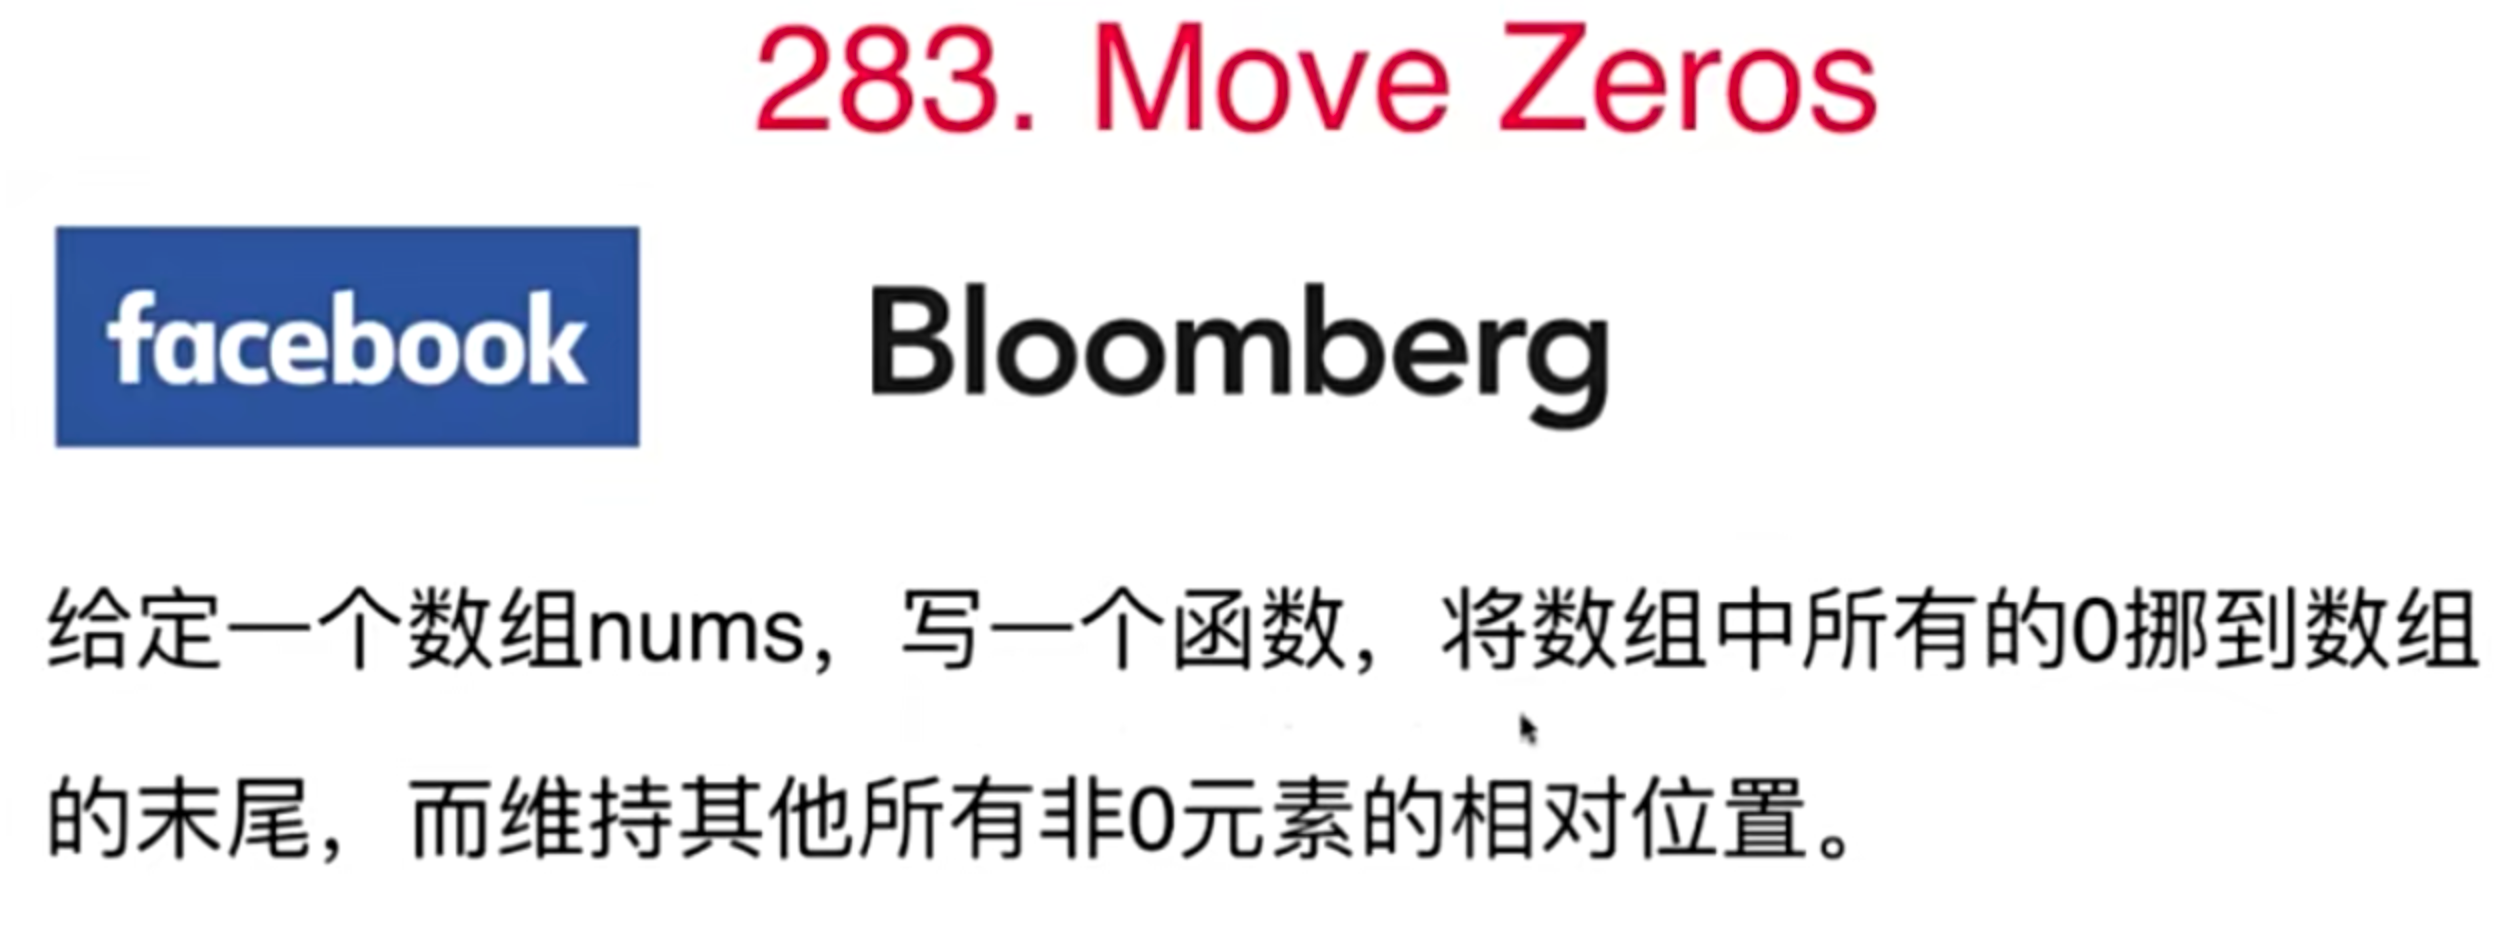 283. Move Zeros
facebook
Bloomberg
给定一个数组nums，写一个函数，将数组中所有的0挪到数组
的末尾，而维持其他所有非0元素的相对位置。